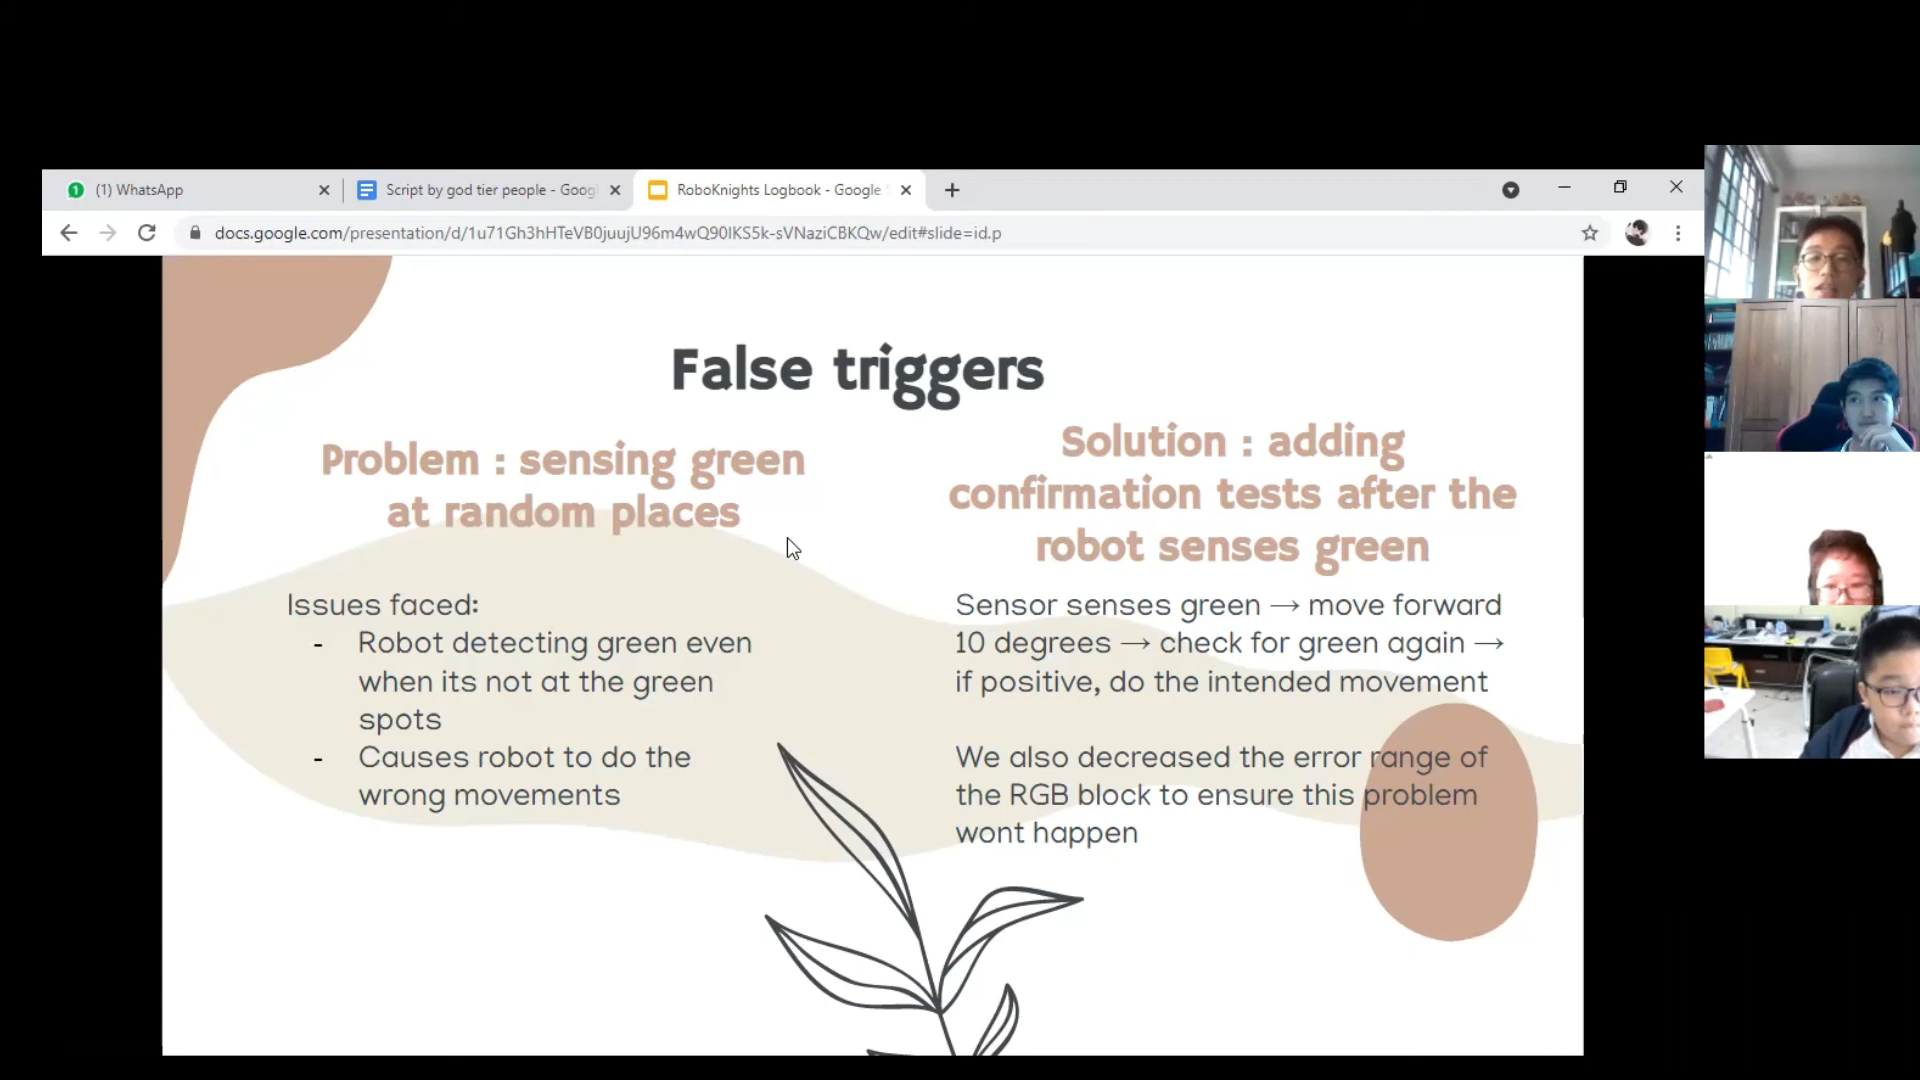 (1) WhatsApp
Script by god tier people - Goog
RoboKnights Logbook - Google
docs.google.com/presentation/d/1u71Gh3hHTeVB0juujU96m4wQ90IKS5k-sVNaziCBKQw/edit#slide=id.p
False triggers
Problem : sensing green
at random places
Issues faced:
- Robot detecting green even
when its not at the green
spots
- Causes robot to do the
wrong movements
Solution : adding
confirmation tests after the
robot senses green
Sensor senses green → move forward
10 degrees → check for green again →
if positive, do the intended movement
We also decreased the error range of
the RGB block to ensure this problem
wont happen